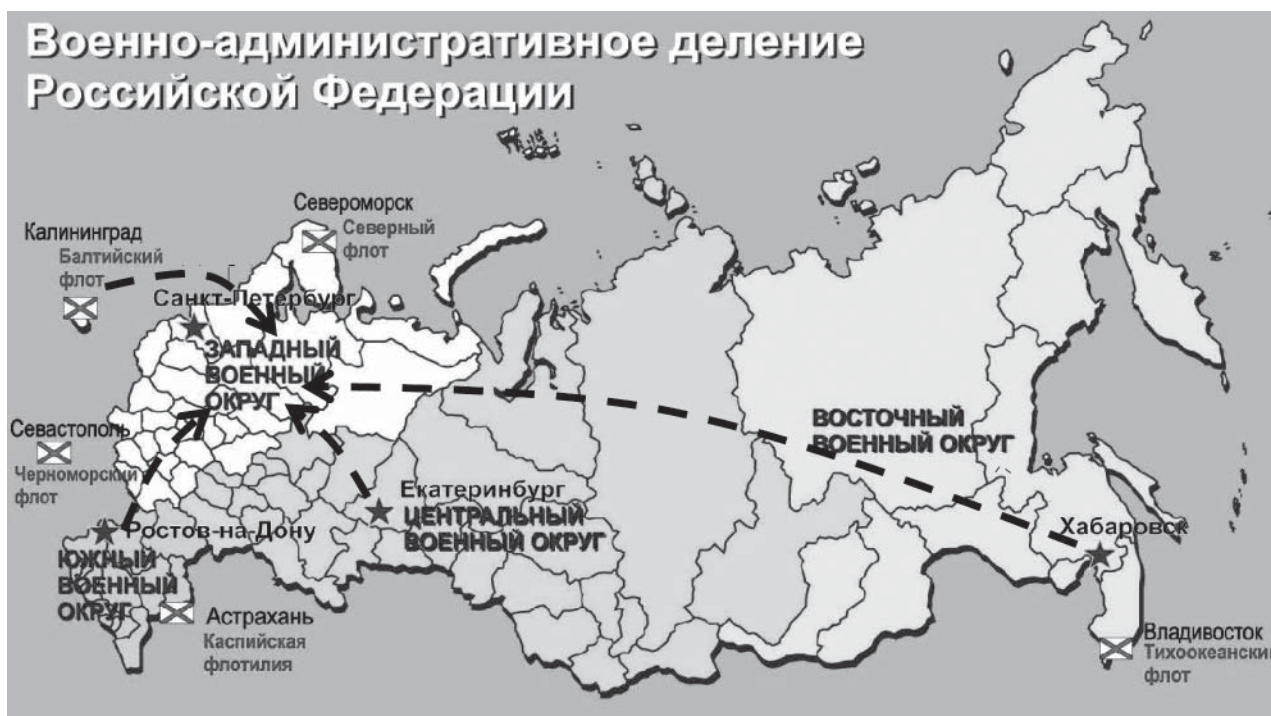 Военно-административное деление
Российской Федерации
Североморск
Северный
флот
Калининград
Балтийский
флот
Санкт-Петербург
ЗАПАДНЫЙ
ВОЕННЫЙ
ОКРУГ
Севастополь
Черноморский
флот
ВОСТОЧНЫЙ
ВОЕННЫЙ ОКРУГ
Екатеринбург
ЦЕНТРАЛЬНЫЙ
ВОЕННЫЙ ОКРУГ
Ростов-на-Дону
ЮЖНЫЙ
ВОЕННЫЙ
ОКРУГ
Хабаровск
Астрахань
Каспийская
флотилия
Владивосток
Тихоокеанский
флот